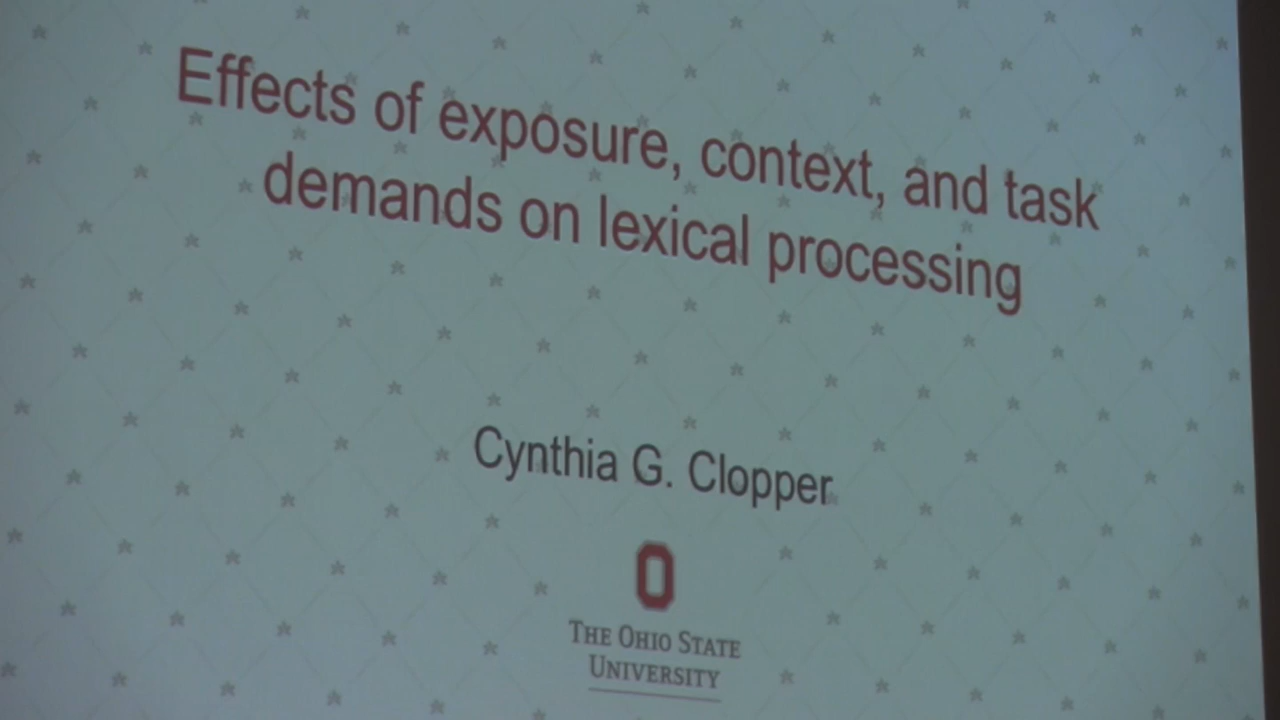 Effects of exposure, context, and task
demands on lexical processing
Cynthia G. Clopper
O
THE OHIO STATE
UNIVERSITY